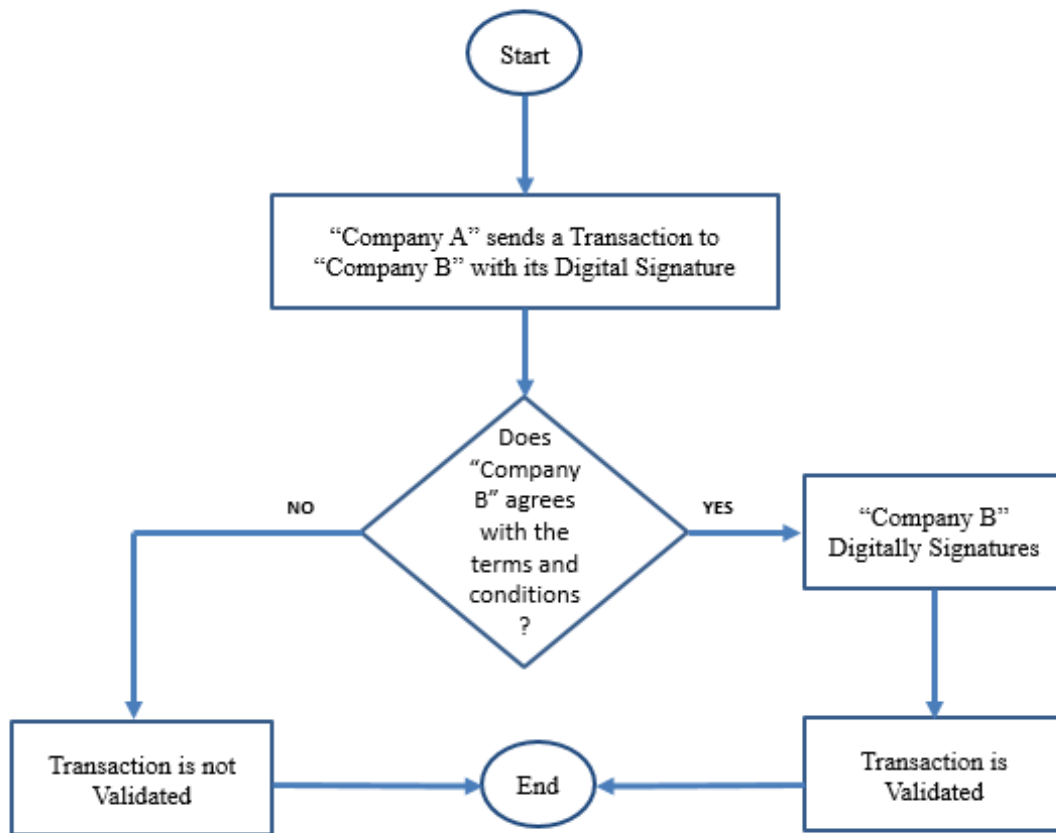 Start
“Company A” sends a Transaction to
“Company B” with its Digital Signature
Does
“Company
B” agrees
with the
terms and
conditions
?
NO
YES
“Company B”
Digitally Signatures
Transaction is not
Validated
End
Transaction is
Validated